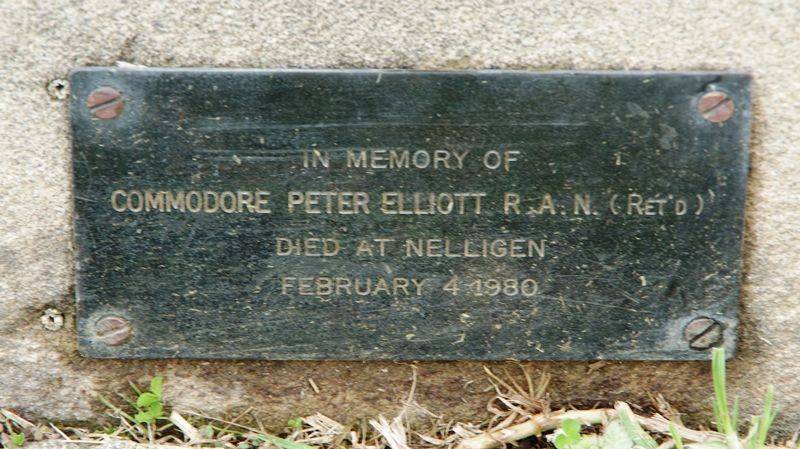 IN MEMORY OF
COMMODORE PETER ELLIOTT R.A.N. (RET'D)
DIED AT NELLIGEN
FEBRUARY 4 1980